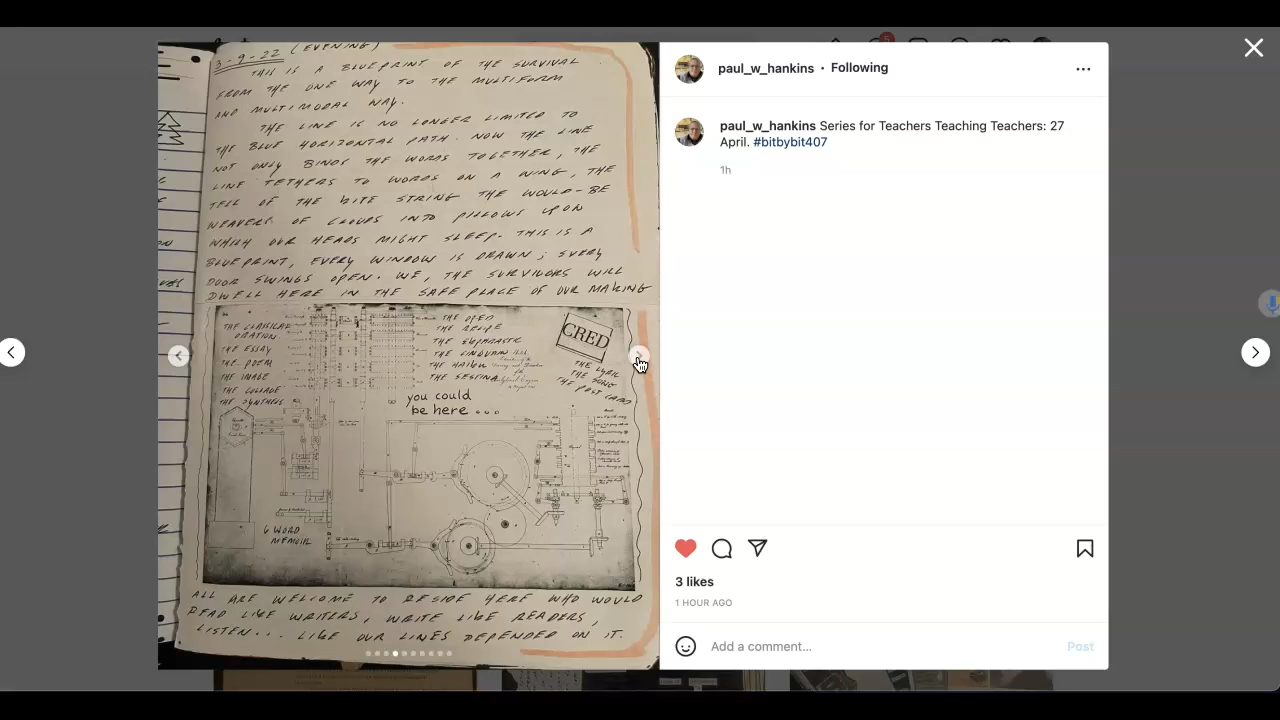 3-9-22 (EVENING)
THIS IS A BLUEPRINT OF THE SURVIVAL
FROM THE ONE WAY TO THE MULTIFORM
AND MULTIMODAL WAY.
THE LINE IS NO LONGER LIMITED TO
THE BLUE HORIZONTAL PATH. NOW THE LINE
NOT ONLY BINDS THE WORDS TOGETHER, THE
LINE TETHERS TO WORDS ON A WING, THE
TELL OF THE KITE STRING THE WOULD-BE
WEAVERS OF CLOUDS INTO PILLOWS UPON
WHICH OUR HEADS MIGHT SLEEP. THIS IS A
BLUEPRINT, EVERY WINDOW IS DRAWN; EVERY
DOOR SWINGS OPEN. WE, THE SURVIVORS WILL
DWELL HERE IN THE SAFE PLACE OF OUR MAKING
THE CLASSICAL
ORATION
THE ESSAY
THE POEM
THE IMAGE
THE COLLAGE
THE SYNTHESIS
THE OPED
THE RECIPE
THE
THE
THE HAIKU
THE SESTINA
CRED
THE LYRIC
THE SONG
THE POST CARD
you could
be here...
6 WORD
MEMOIR
ALL ARE WELCOME TO RESIDE HERE WHO WOULD
READ LIKE WRITERS, WRITE LIKE READERS,
LISTEN... LIKE OUR LINES DEPENDED ON IT.
paul_w_hankins • Following
paul_w_hankins Series for Teachers Teaching Teachers: 27
April. #bitbybit407
1h
3 likes
1 HOUR AGO
Add a comment...
Post